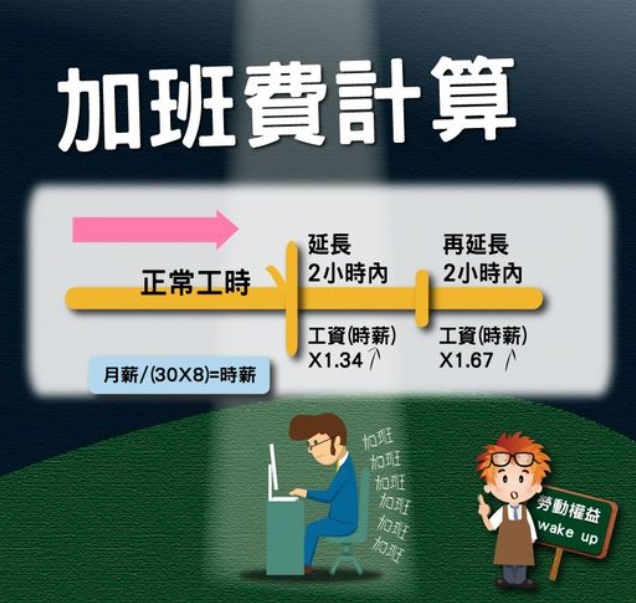 加班費計算
正常工時
延長
2小時內
工資(時薪)
X1.34
再延長
2小時內
工資(時薪)
X1.67
月薪/(30X8)=時薪
加班
加班
加班
加班
加班
加班
勞動權益
wake up